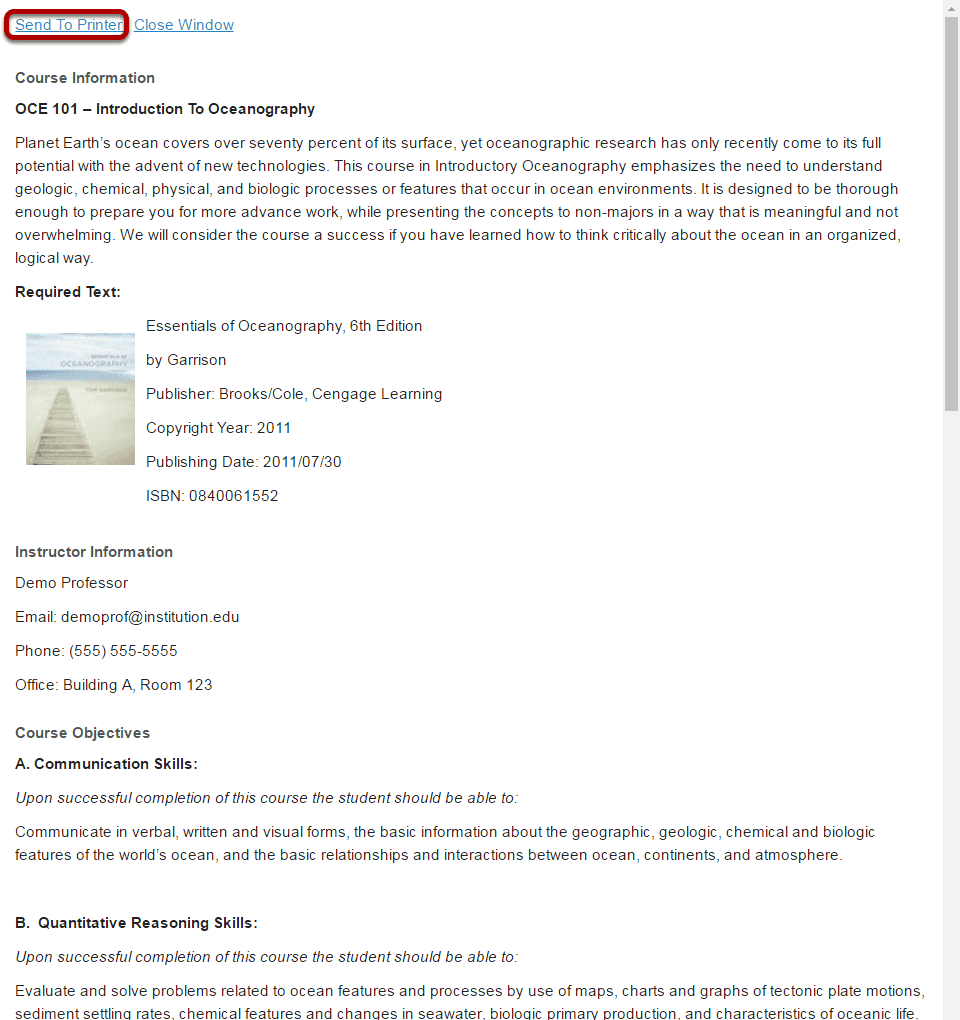 Send To Printer Close Window
Course Information
OCE 101 – Introduction To Oceanography
Planet Earth’s ocean covers over seventy percent of its surface, yet oceanographic research has only recently come to its full
potential with the advent of new technologies. This course in Introductory Oceanography emphasizes the need to understand
geologic, chemical, physical, and biologic processes or features that occur in ocean environments. It is designed to be thorough
enough to prepare you for more advance work, while presenting the concepts to non-majors in a way that is meaningful and not
overwhelming. We will consider the course a success if you have learned how to think critically about the ocean in an organized,
logical way.
Required Text:
ESSENTIALS OF
OCEANOGRAPHY
TOM GARRISON
Essentials of Oceanography, 6th Edition
by Garrison
Publisher: Brooks/Cole, Cengage Learning
Copyright Year: 2011
Publishing Date: 2011/07/30
ISBN: 0840061552
Instructor Information
Demo Professor
Email: demoprof@institution.edu
Phone: (555) 555-5555
Office: Building A, Room 123
Course Objectives
A. Communication Skills:
Upon successful completion of this course the student should be able to:
Communicate in verbal, written and visual forms, the basic information about the geographic, geologic, chemical and biologic
features of the world’s ocean, and the basic relationships and interactions between ocean, continents, and atmosphere.
B.  Quantitative Reasoning Skills:
Upon successful completion of this course the student should be able to:
Evaluate and solve problems related to ocean features and processes by use of maps, charts and graphs of tectonic plate motions,
sediment settling rates, chemical features and changes in seawater, biologic primary production, and characteristics of oceanic life.